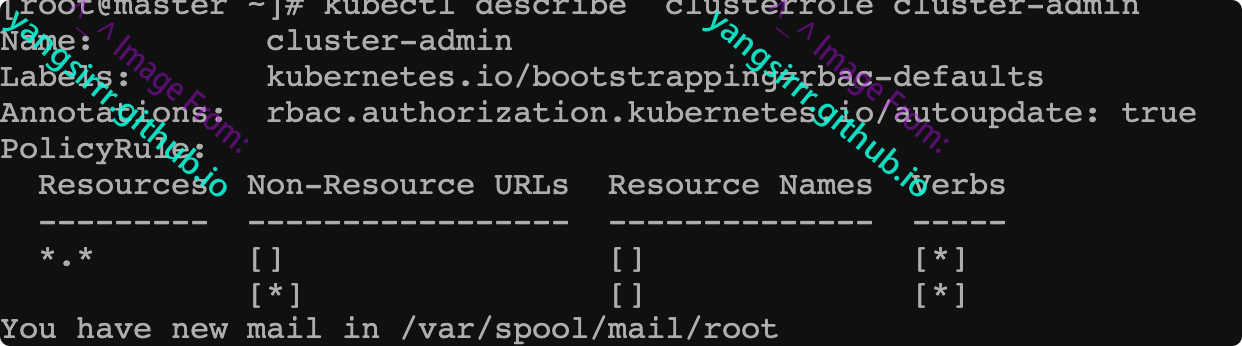 [root@master ~]# kubectl describe  clusterrole cluster-admin
Name:         cluster-admin
Labels:       kubernetes.io/bootstrapping=rbac-defaults
Annotations:  rbac.authorization.kubernetes.io/autoupdate: true
PolicyRule:
  Resources  Non-Resource URLs  Resource Names  Verbs
  ---------  -----------------  --------------  -----
  *.*        []                 []              [*]
             [*]                []              [*]
You have new mail in /var/spool/mail/root
^_^ Image From:
yangsirrr.github.io
^_^ Image From:
yangsirrr.github.io